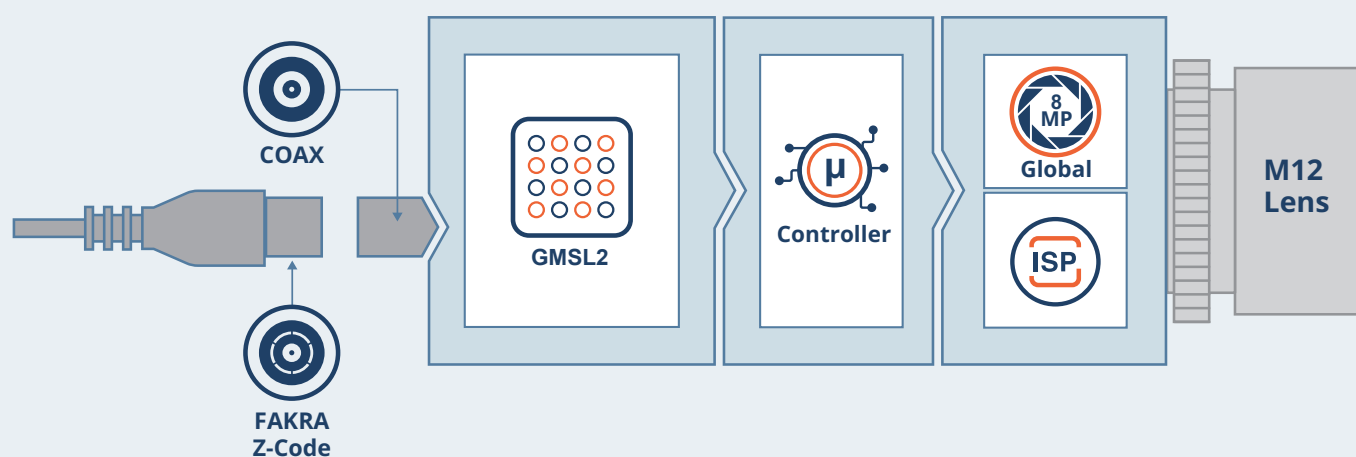 COAX
FAKRA
Z-Code
GMSL2
µ
Controller
8
MP
Global
ISP
M12
Lens